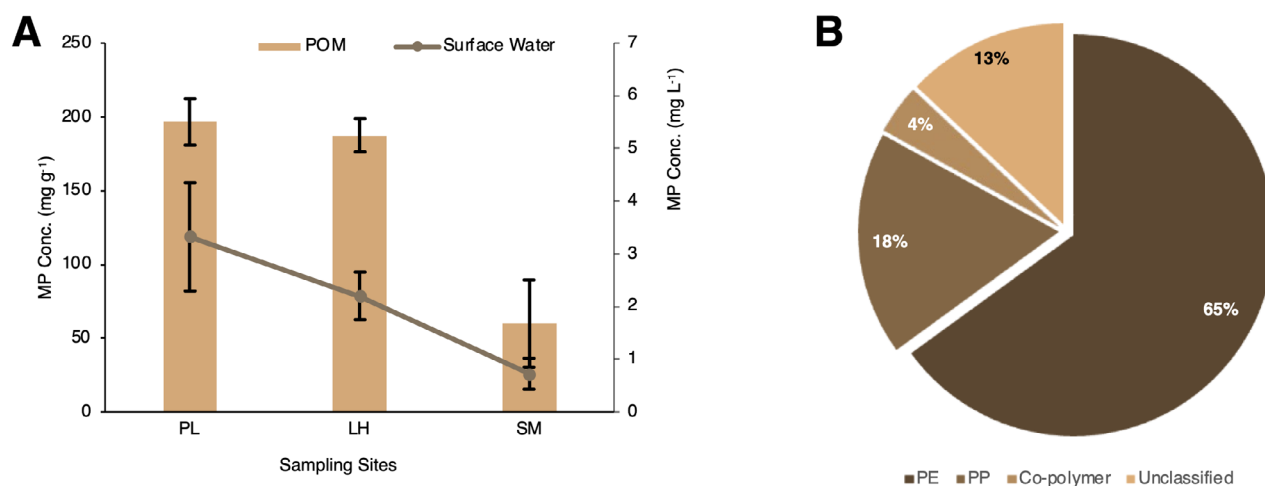 A
POM
Surface Water
MP Conc. (mg g⁻¹)
250
200
150
100
50
0
7
6
5
4
3
2
1
0
MP Conc. (mg L⁻¹)
PL LH SM
Sampling Sites
B
13%
4%
18%
65%
PE PP Co-polymer Unclassified